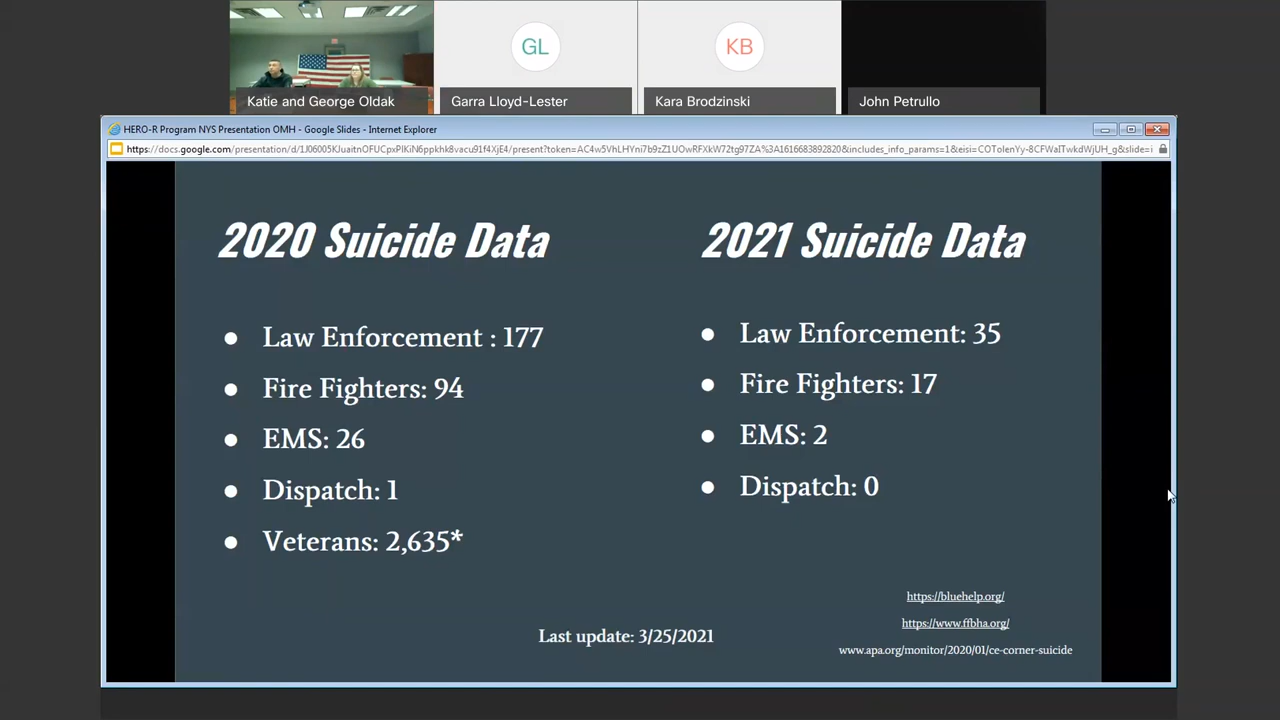 GL
KB
Katie and George Oldak
Garra Lloyd-Lester
Kara Brodzinski
John Petrullo
HERO-R Program NYS Presentation OMH - Google Slides - Internet Explorer
2020 Suicide Data
Law Enforcement : 177
Fire Fighters: 94
EMS: 26
Dispatch: 1
Veterans: 2,635*
2021 Suicide Data
Law Enforcement: 35
Fire Fighters: 17
EMS: 2
Dispatch: 0
https://bluehelp.org/
https://www.ffbha.org/
www.apa.org/monitor/2020/01/ce-corner-suicide
Last update: 3/25/2021